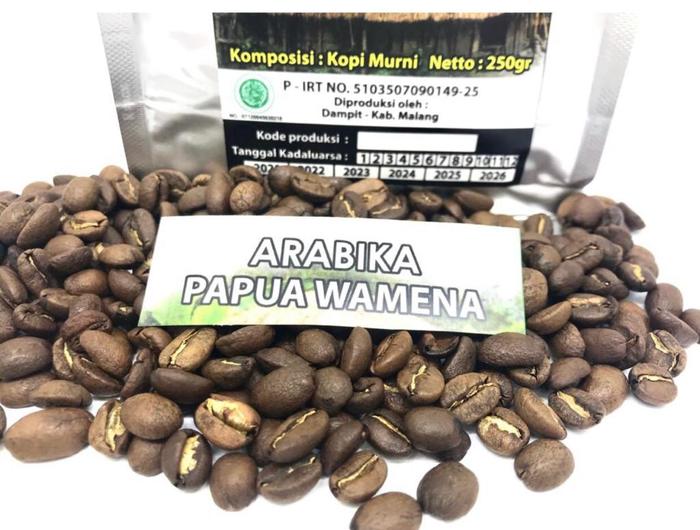 Komposisi : Kopi Murni Netto : 250gr
P - IRT NO. 5103507090149-25
Diproduksi oleh :
Dampit - Kab. Malang
Kode produksi :
Tanggal Kadaluarsa : 1 2 3 4 5 6 7 8 9 10 11 12
2022 2023 2024 2025 2026
ARABIKA
PAPUA WAMENA